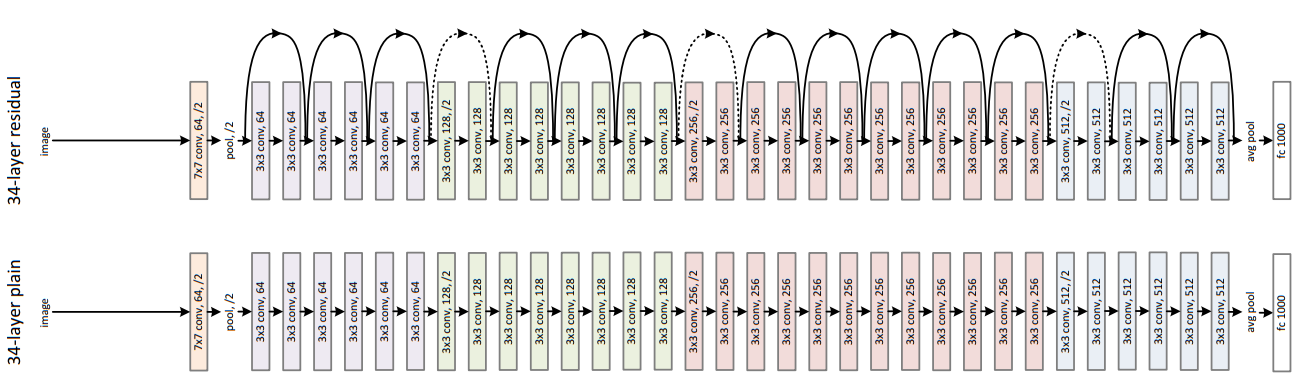 34-layer residual
image
7x7 conv, 64, /2
pool, /2
3x3 conv, 64
3x3 conv, 64
3x3 conv, 64
3x3 conv, 64
3x3 conv, 64
3x3 conv, 64
3x3 conv, 128, /2
3x3 conv, 128
3x3 conv, 128
3x3 conv, 128
3x3 conv, 128
3x3 conv, 128
3x3 conv, 128
3x3 conv, 128
3x3 conv, 256, /2
3x3 conv, 256
3x3 conv, 256
3x3 conv, 256
3x3 conv, 256
3x3 conv, 256
3x3 conv, 256
3x3 conv, 256
3x3 conv, 256
3x3 conv, 256
3x3 conv, 256
3x3 conv, 256
3x3 conv, 512, /2
3x3 conv, 512
3x3 conv, 512
3x3 conv, 512
3x3 conv, 512
3x3 conv, 512
avg pool
fc 1000
34-layer plain
image
7x7 conv, 64, /2
pool, /2
3x3 conv, 64
3x3 conv, 64
3x3 conv, 64
3x3 conv, 64
3x3 conv, 64
3x3 conv, 64
3x3 conv, 128, /2
3x3 conv, 128
3x3 conv, 128
3x3 conv, 128
3x3 conv, 128
3x3 conv, 128
3x3 conv, 128
3x3 conv, 128
3x3 conv, 256, /2
3x3 conv, 256
3x3 conv, 256
3x3 conv, 256
3x3 conv, 256
3x3 conv, 256
3x3 conv, 256
3x3 conv, 256
3x3 conv, 256
3x3 conv, 256
3x3 conv, 256
3x3 conv, 256
3x3 conv, 512, /2
3x3 conv, 512
3x3 conv, 512
3x3 conv, 512
3x3 conv, 512
3x3 conv, 512
avg pool
fc 1000